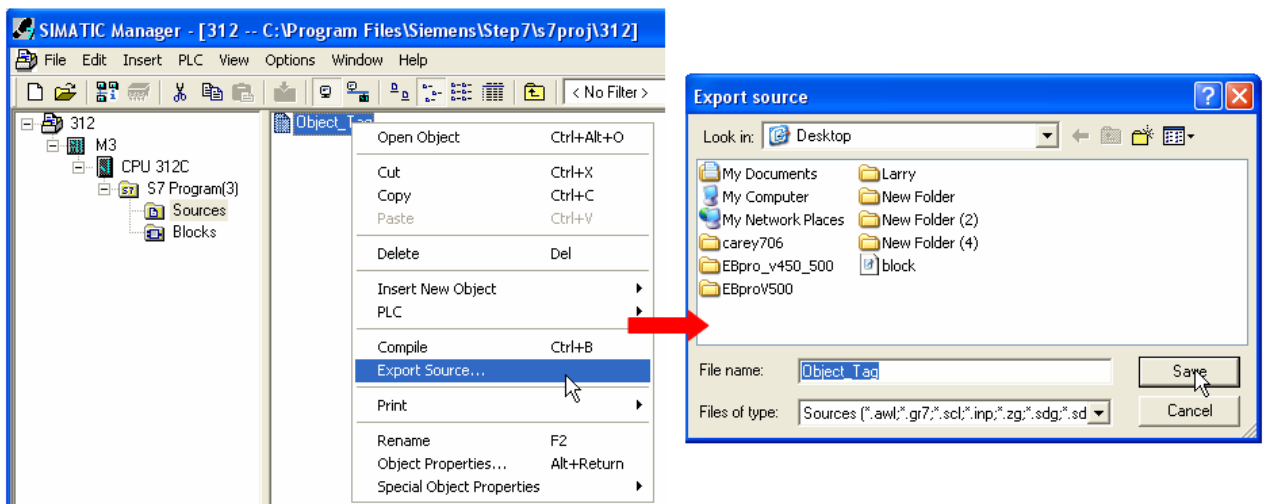 SIMATIC Manager - [312 -- C:\Program Files\Siemens\Step7\s7proj\312]
File Edit Insert PLC View Options Window Help
< No Filter >
312
M3
CPU 312C
S7 Program(3)
Sources
Blocks
Object_Tag
Open Object Ctrl+Alt+O
Cut Ctrl+X
Copy Ctrl+C
Paste Ctrl+V
Delete Del
Insert New Object
PLC
Compile Ctrl+B
Export Source...
Print
Rename F2
Object Properties... Alt+Return
Special Object Properties
Export source
Look in: Desktop
My Documents
My Computer
My Network Places
carey706
EBpro_v450_500
EBproV500
Larry
New Folder
New Folder (2)
New Folder (4)
block
File name: Object_Tag
Save
Files of type: Sources (*.awl;*.gr7;*.scl;*.inp;*.zg;*.sdg;*.sd
Cancel